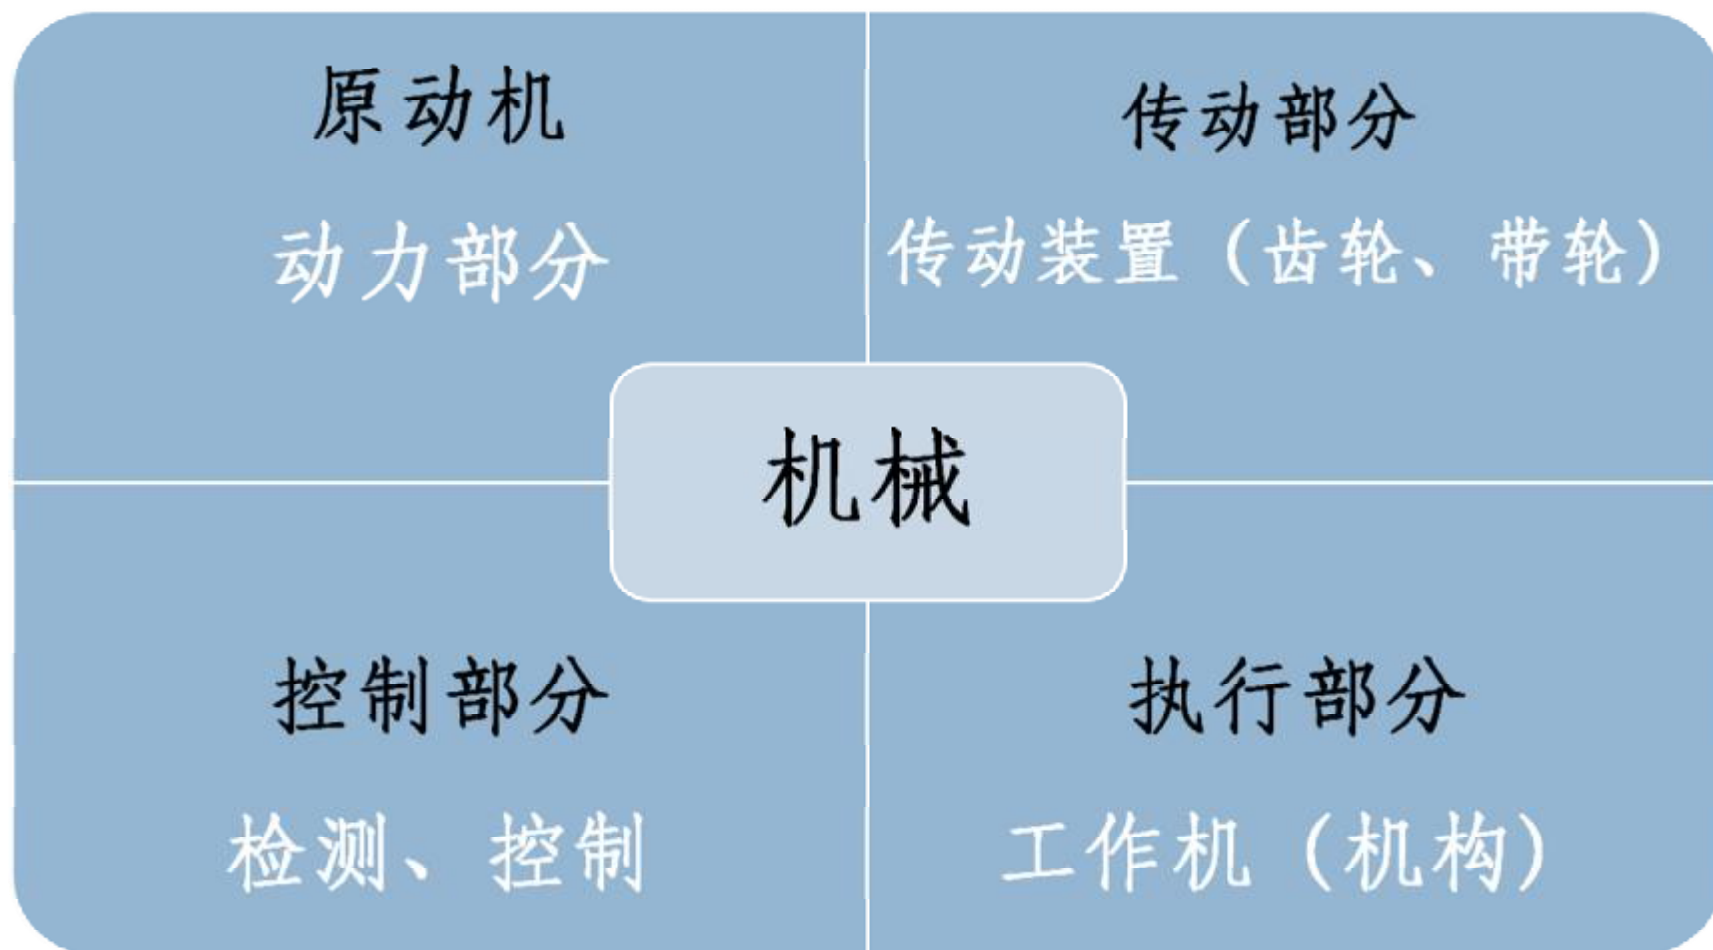 原动机
动力部分
传动部分
传动装置（齿轮、带轮）
机械
控制部分
检测、控制
执行部分
工作机（机构）